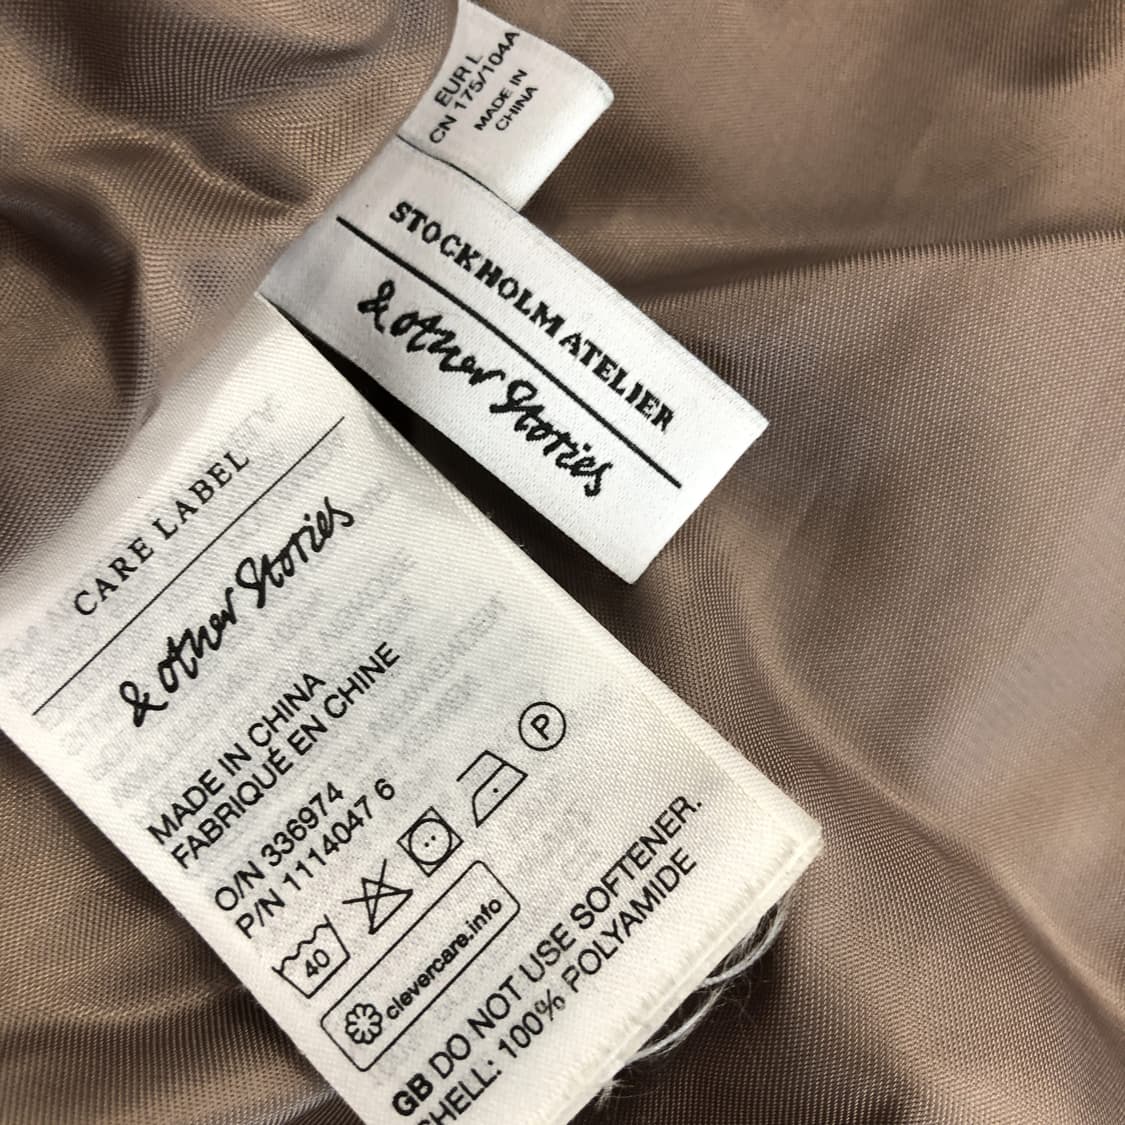 EUR L
CN 175/104A
MADE IN
CHINA
STOCKHOLM ATELIER
& Other Stories
CARE LABEL
& Other Stories
MADE IN CHINA
FABRIQUÉ EN CHINE
O/N 336974
P/N 1114047 6
40
P
clevercare.info
GB DO NOT USE SOFTENER.
SHELL: 100% POLYAMIDE